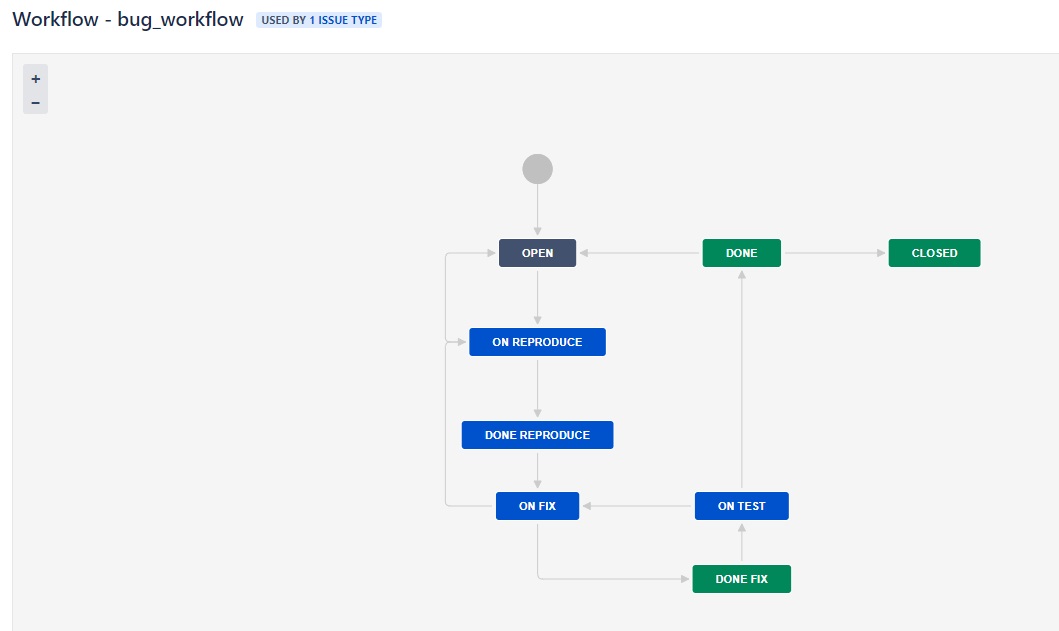 Workflow - bug_workflow USED BY 1 ISSUE TYPE
+
−
OPEN
DONE
CLOSED
ON REPRODUCE
DONE REPRODUCE
ON FIX
ON TEST
DONE FIX